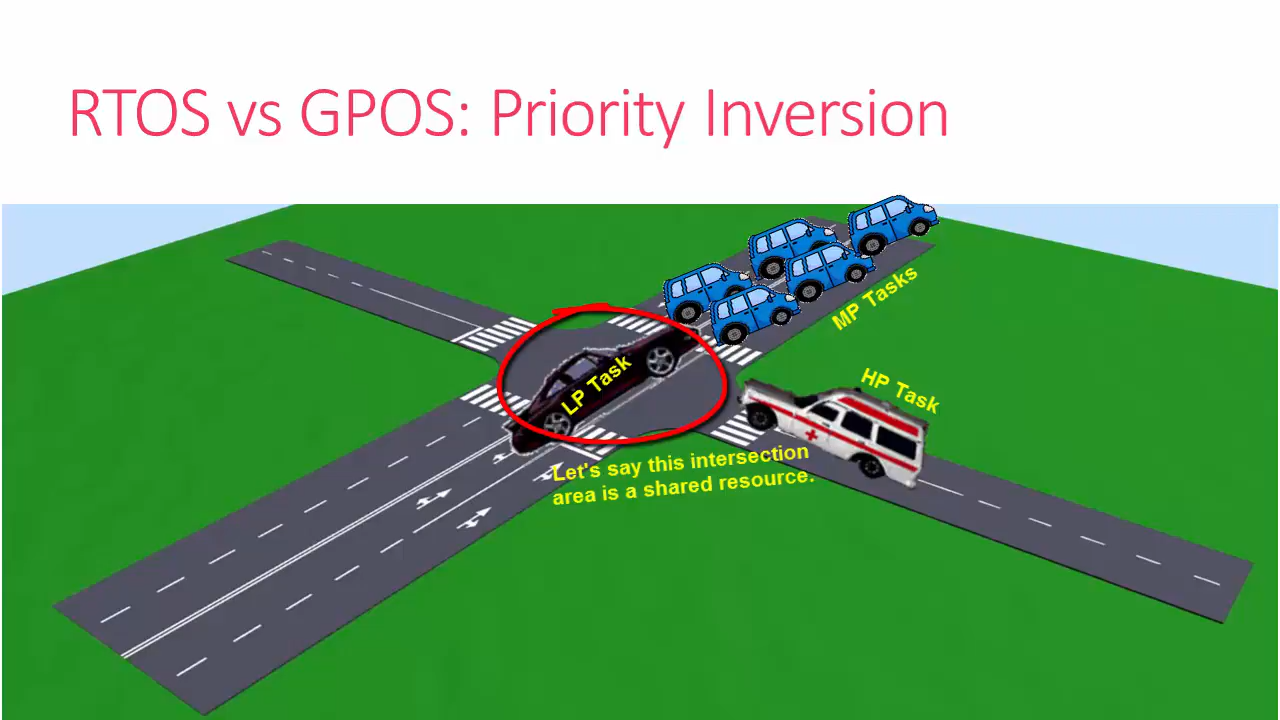 RTOS vs GPOS: Priority Inversion
MP Tasks
LP Task
HP Task
Let's say this intersection
area is a shared resource.